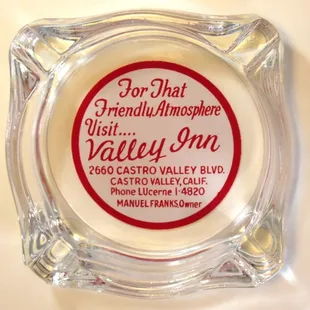 For That
Friendly Atmosphere
Visit....
Valley Inn
2660 CASTRO VALLEY BLVD.
CASTRO VALLEY, CALIF.
Phone LUcerne 1-4820
MANUEL FRANKS, Owner